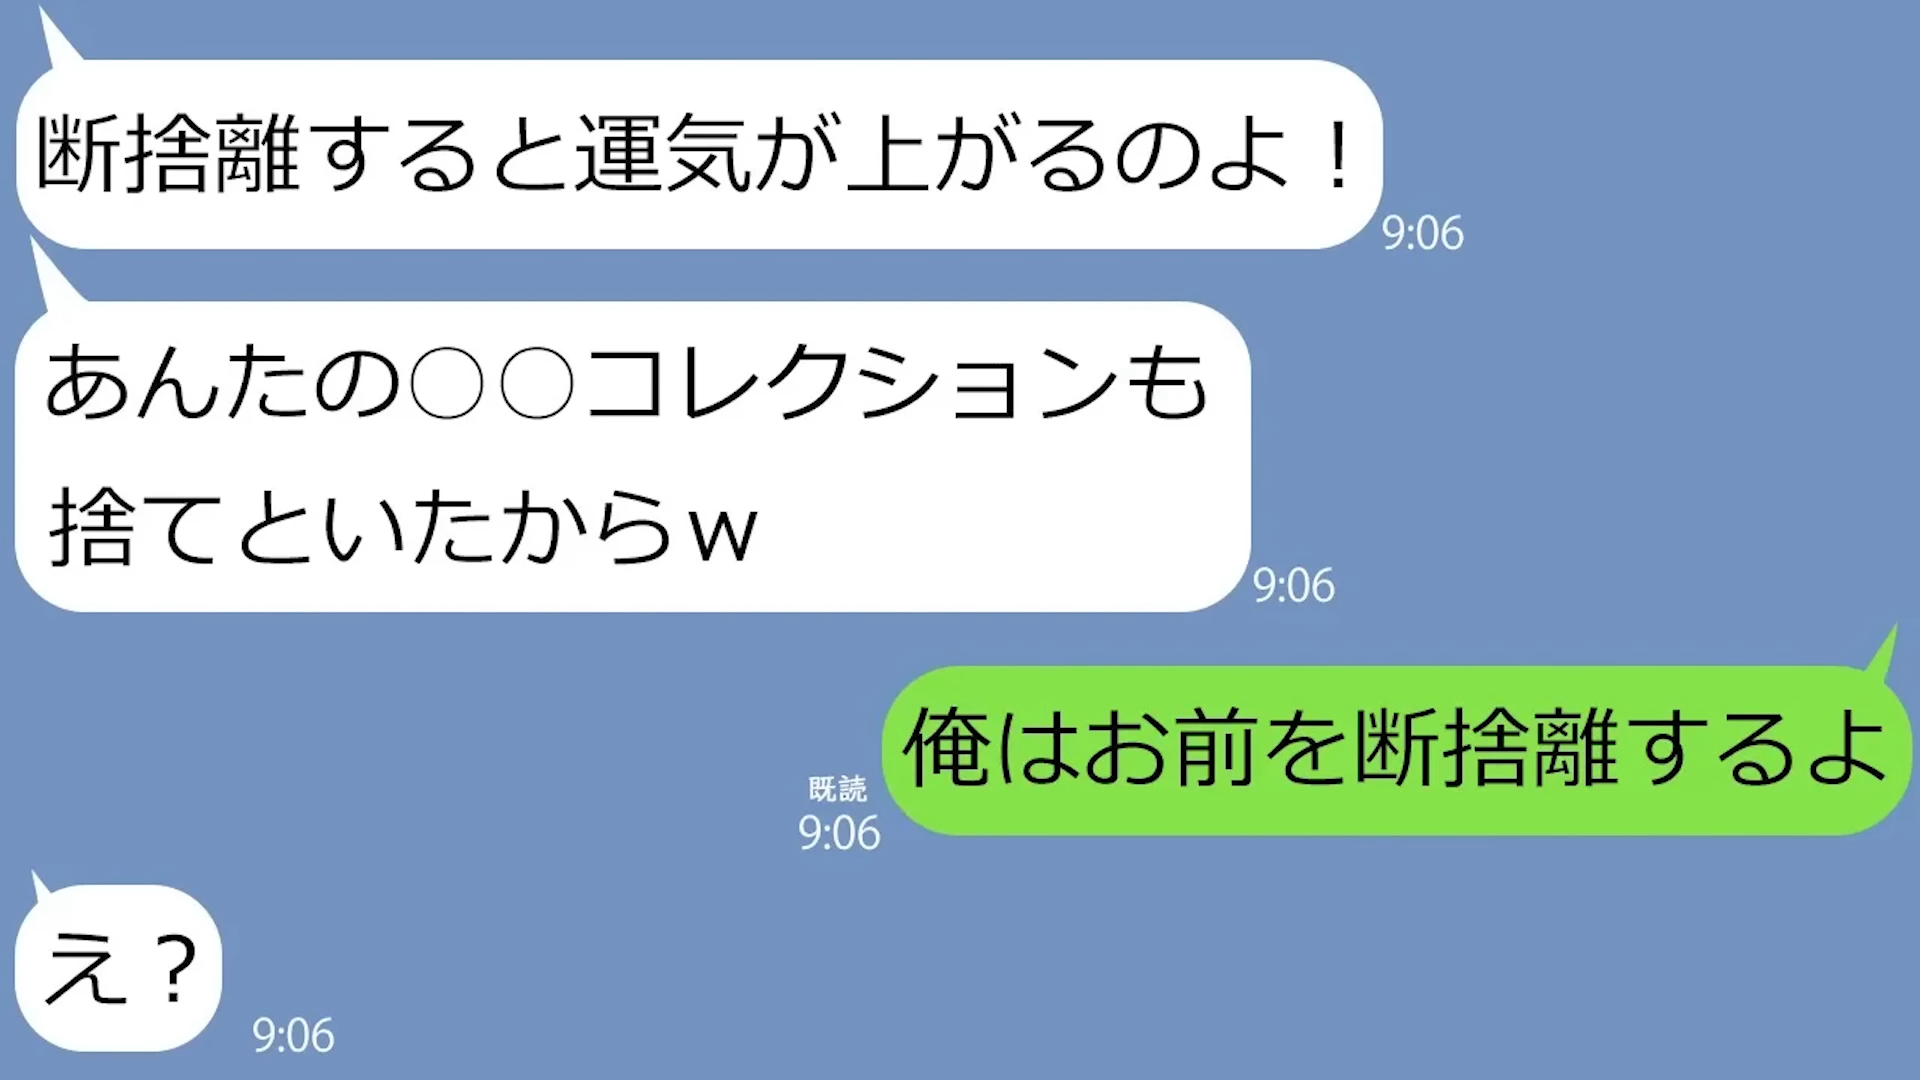 断捨離すると運気が上がるのよ！
9:06
あんたの○○コレクションも
捨てといたからｗ
9:06
俺はお前を断捨離するよ
既読
9:06
え？
9:06